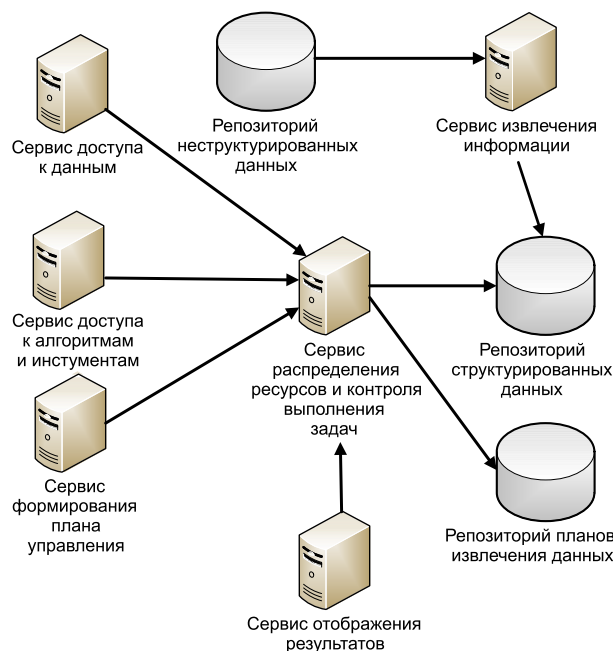 Сервис доступа
к данным
Репозиторий
неструктурированных
данных
Сервис извлечения
информации
Сервис доступа
к алгоритмам
и инстументам
Сервис
распределения
ресурсов и контроля
выполнения
задач
Репозиторий
структурированных
данных
Сервис
формирования
плана
управления
Репозиторий планов
извлечения данных
Сервис отображения
результатов